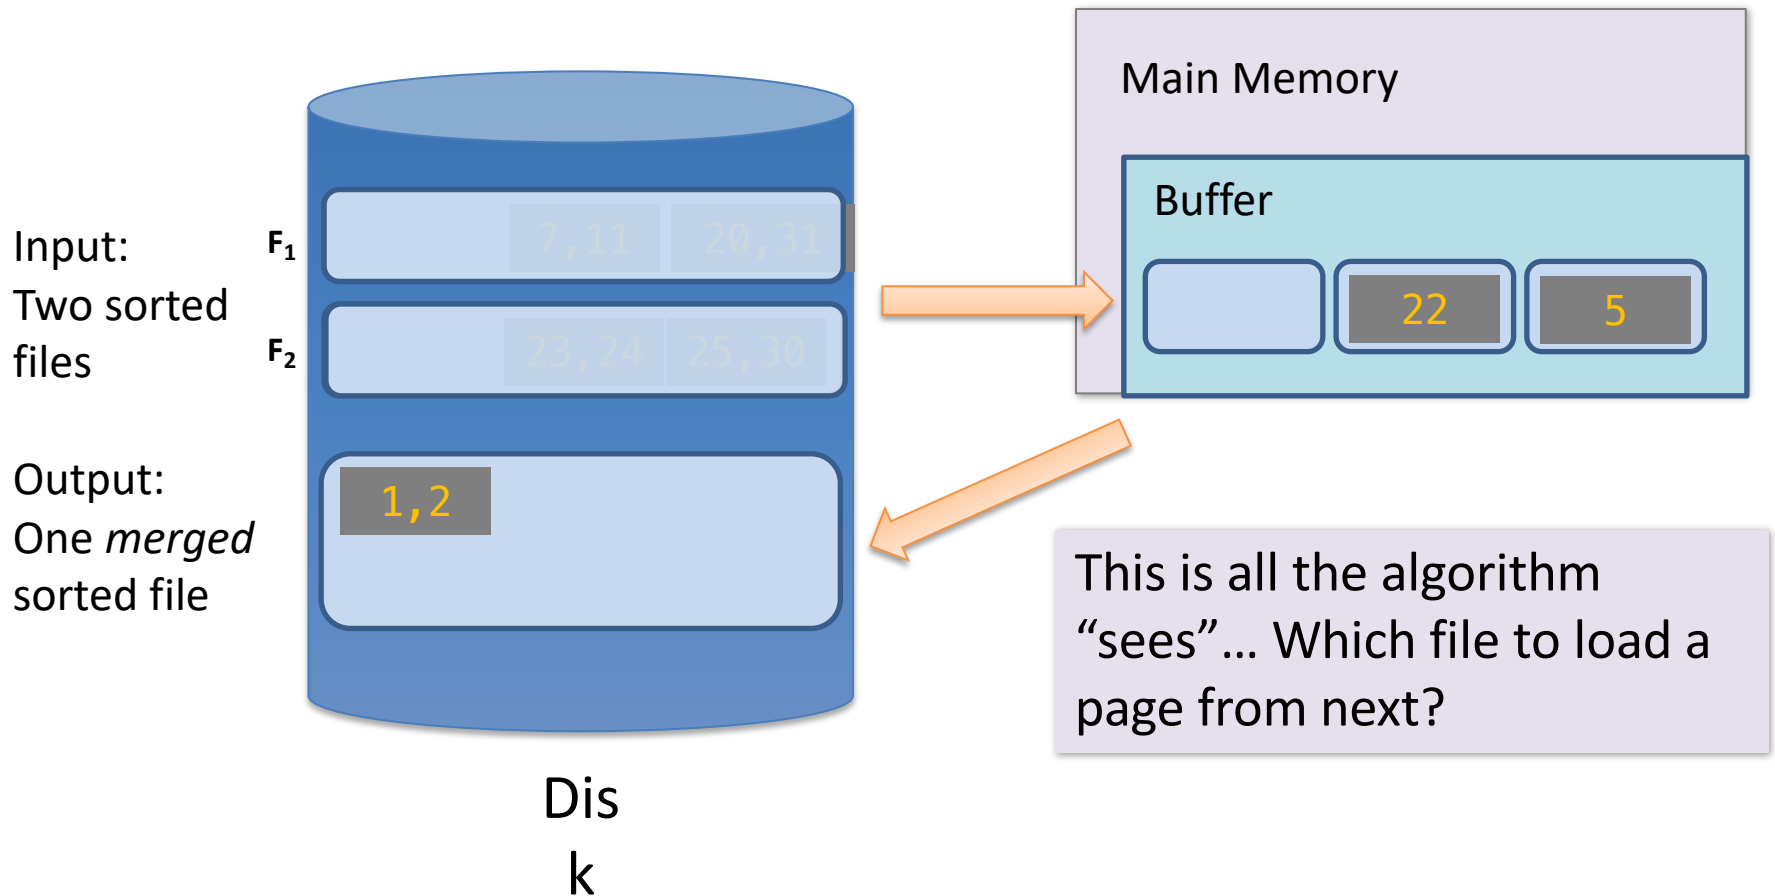 Main Memory
Buffer
22
5
Input:
Two sorted
files
F1
7,11
20,31
F2
23,24
25,30
Output:
One merged
sorted file
1,2
This is all the algorithm
“sees”… Which file to load a
page from next?
Dis
k